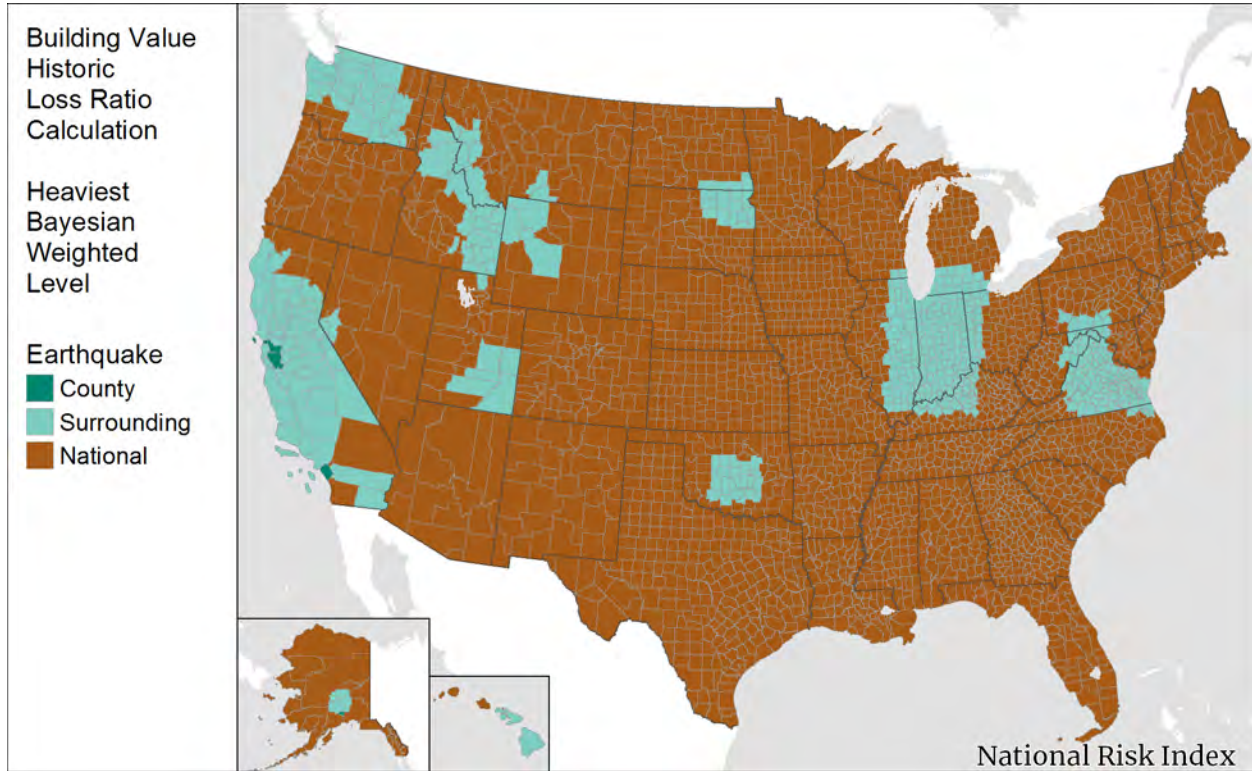 Building Value
Historic
Loss Ratio
Calculation
Heaviest
Bayesian
Weighted
Level
Earthquake
County
Surrounding
National
National Risk Index